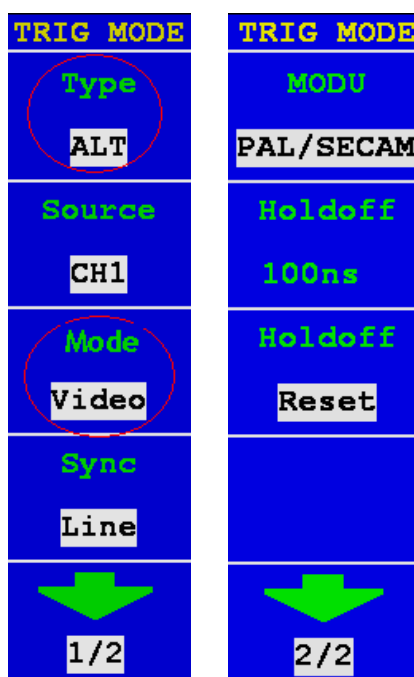 TRIG MODE
Type
ALT
Source
CH1
Mode
Video
Sync
Line
1/2
TRIG MODE
MODU
PAL/SECAM
Holdoff
100ns
Holdoff
Reset
2/2